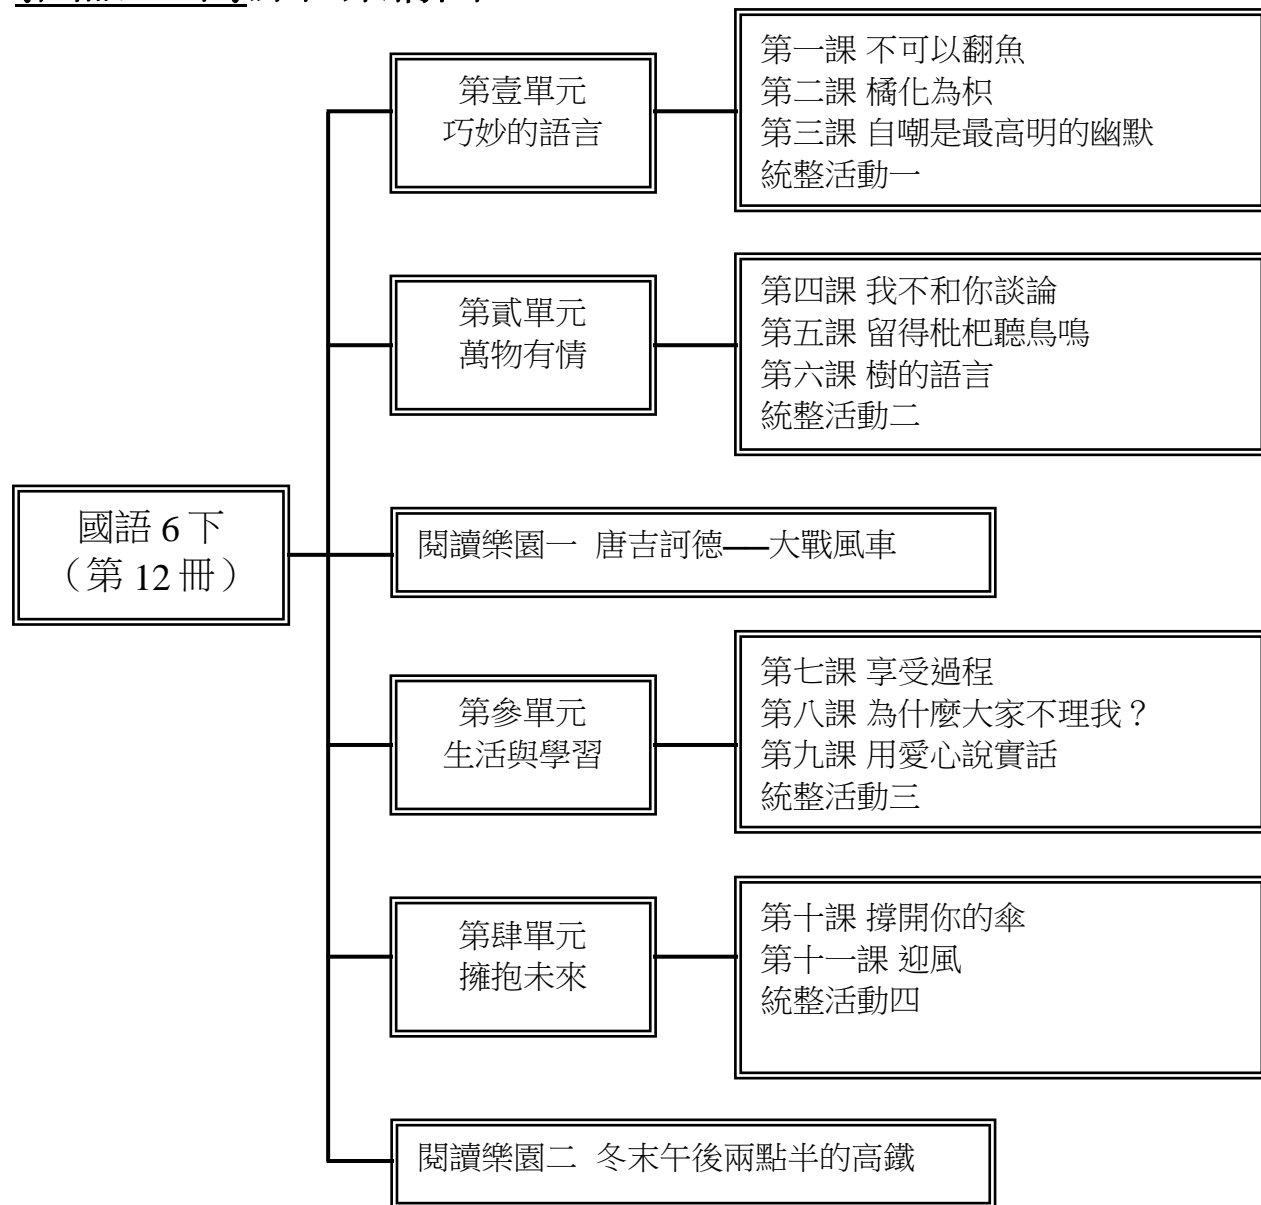 第壹單元
巧妙的語言
第一課 不可以翻魚
第二課 橘化為枳
第三課 自嘲是最高明的幽默
統整活動一
第貳單元
萬物有情
第四課 我不和你談論
第五課 留得枇杷聽鳥鳴
第六課 樹的語言
統整活動二
國語 6 下
（第 12 冊）
閱讀樂園一 唐吉訶德──大戰風車
第參單元
生活與學習
第七課 享受過程
第八課 為什麼大家不理我？
第九課 用愛心說實話
統整活動三
第肆單元
擁抱未來
第十課 撐開你的傘
第十一課 迎風
統整活動四
閱讀樂園二 冬末午後兩點半的高鐵